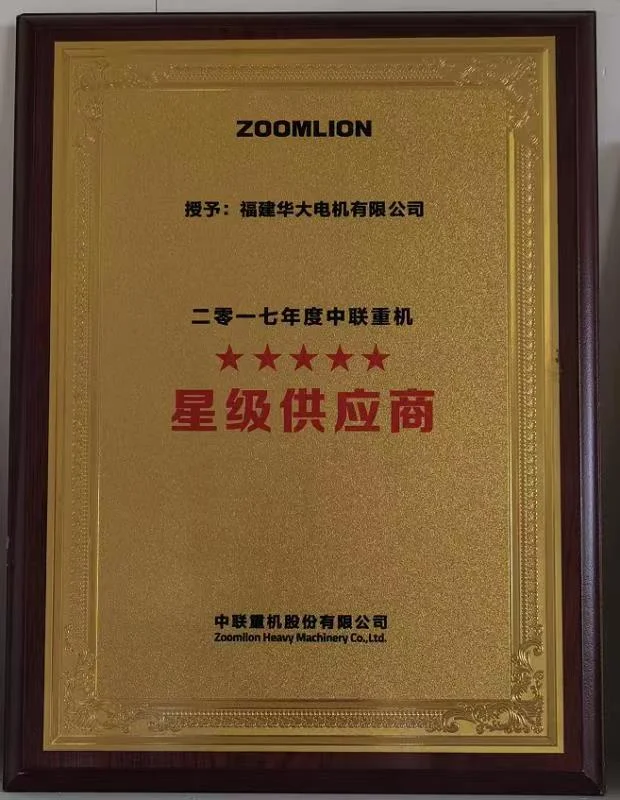 ZOOMLION
授予：福建华大电机有限公司
二零一七年度中联重机
★★★★★
星级供应商
中联重机股份有限公司
Zoomlion Heavy Machinery Co.,Ltd.